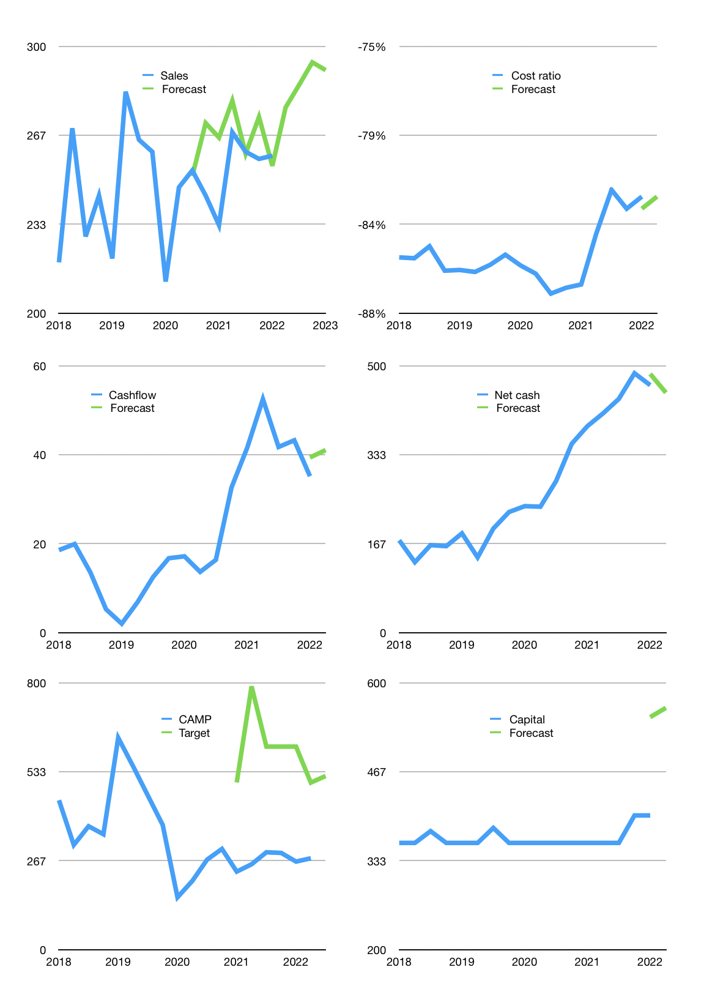 300
Sales
Forecast
267
233
200
2018 2019 2020 2021 2022 2023
-75%
Cost ratio
Forecast
-79%
-84%
-88%
2018 2019 2020 2021 2022
60
Cashflow
Forecast
40
20
0
2018 2019 2020 2021 2022
500
Net cash
Forecast
333
167
0
2018 2019 2020 2021 2022
800
CAMP
Target
533
267
0
2018 2019 2020 2021 2022
600
Capital
Forecast
467
333
200
2018 2019 2020 2021 2022